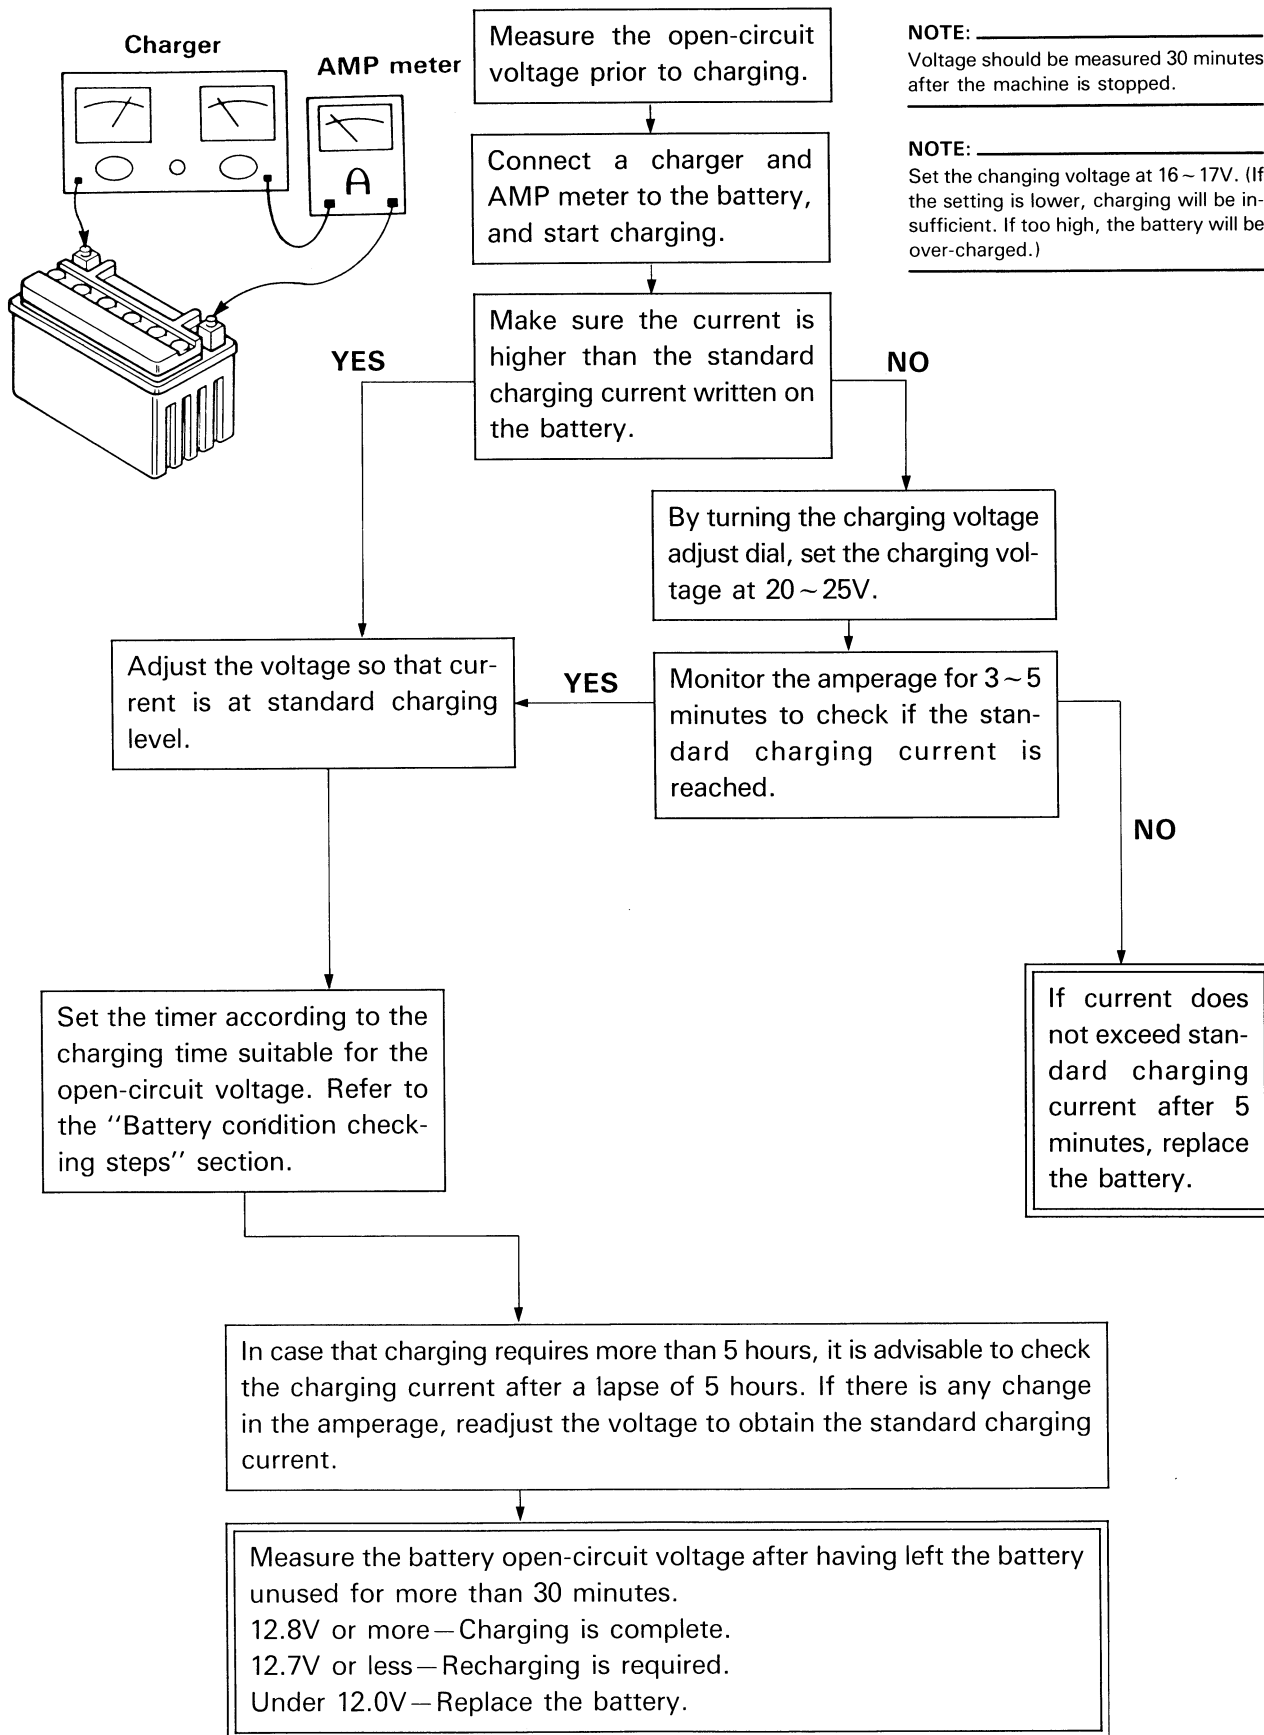 Charger
AMP meter
A
Measure the open-circuit
voltage prior to charging.
NOTE:
Voltage should be measured 30 minutes
after the machine is stopped.
Connect a charger and
AMP meter to the battery,
and start charging.
NOTE:
Set the changing voltage at 16~17V. (If
the setting is lower, charging will be in-
sufficient. If too high, the battery will be
over-charged.)
Make sure the current is
higher than the standard
charging current written on
the battery.
YES
NO
By turning the charging voltage
adjust dial, set the charging vol-
tage at 20~25V.
Adjust the voltage so that cur-
rent is at standard charging
level.
YES
Monitor the amperage for 3~5
minutes to check if the stan-
dard charging current is
reached.
NO
If current does
not exceed stan-
dard charging
current after 5
minutes, replace
the battery.
Set the timer according to the
charging time suitable for the
open-circuit voltage. Refer to
the "Battery condition check-
ing steps" section.
In case that charging requires more than 5 hours, it is advisable to check
the charging current after a lapse of 5 hours. If there is any change
in the amperage, readjust the voltage to obtain the standard charging
current.
Measure the battery open-circuit voltage after having left the battery
unused for more than 30 minutes.
12.8V or more—Charging is complete.
12.7V or less—Recharging is required.
Under 12.0V—Replace the battery.